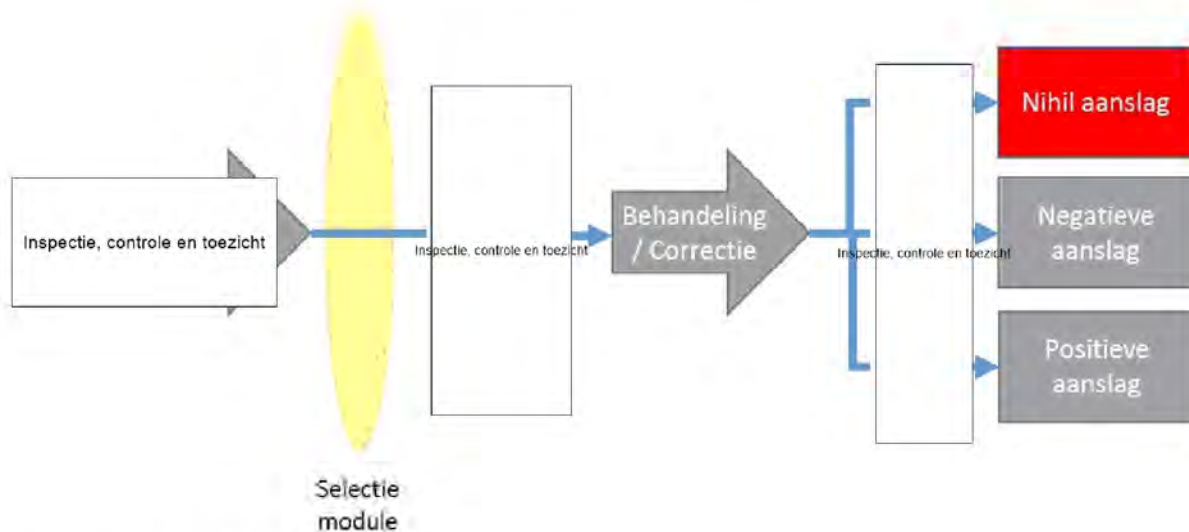 Inspectie, controle en toezicht
Selectie
module
Inspectie, controle en toezicht
Behandeling
/ Correctie
Inspectie, controle en toezicht
Nihil aanslag
Negatieve
aanslag
Positieve
aanslag